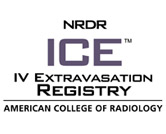 NRDR
ICE™
IV EXTRAVASATION
REGISTRY
AMERICAN COLLEGE OF RADIOLOGY